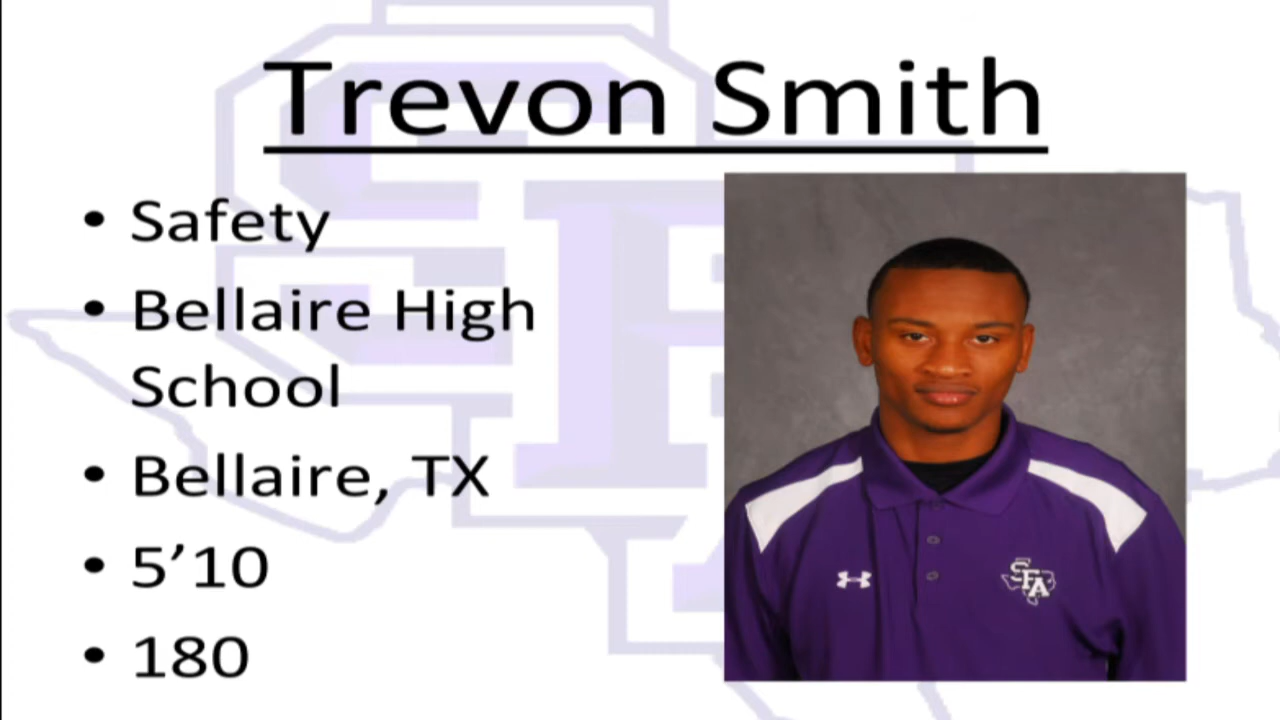 Trevon Smith
• Safety
• Bellaire High
School
• Bellaire, TX
• 5’10
• 180
SFA